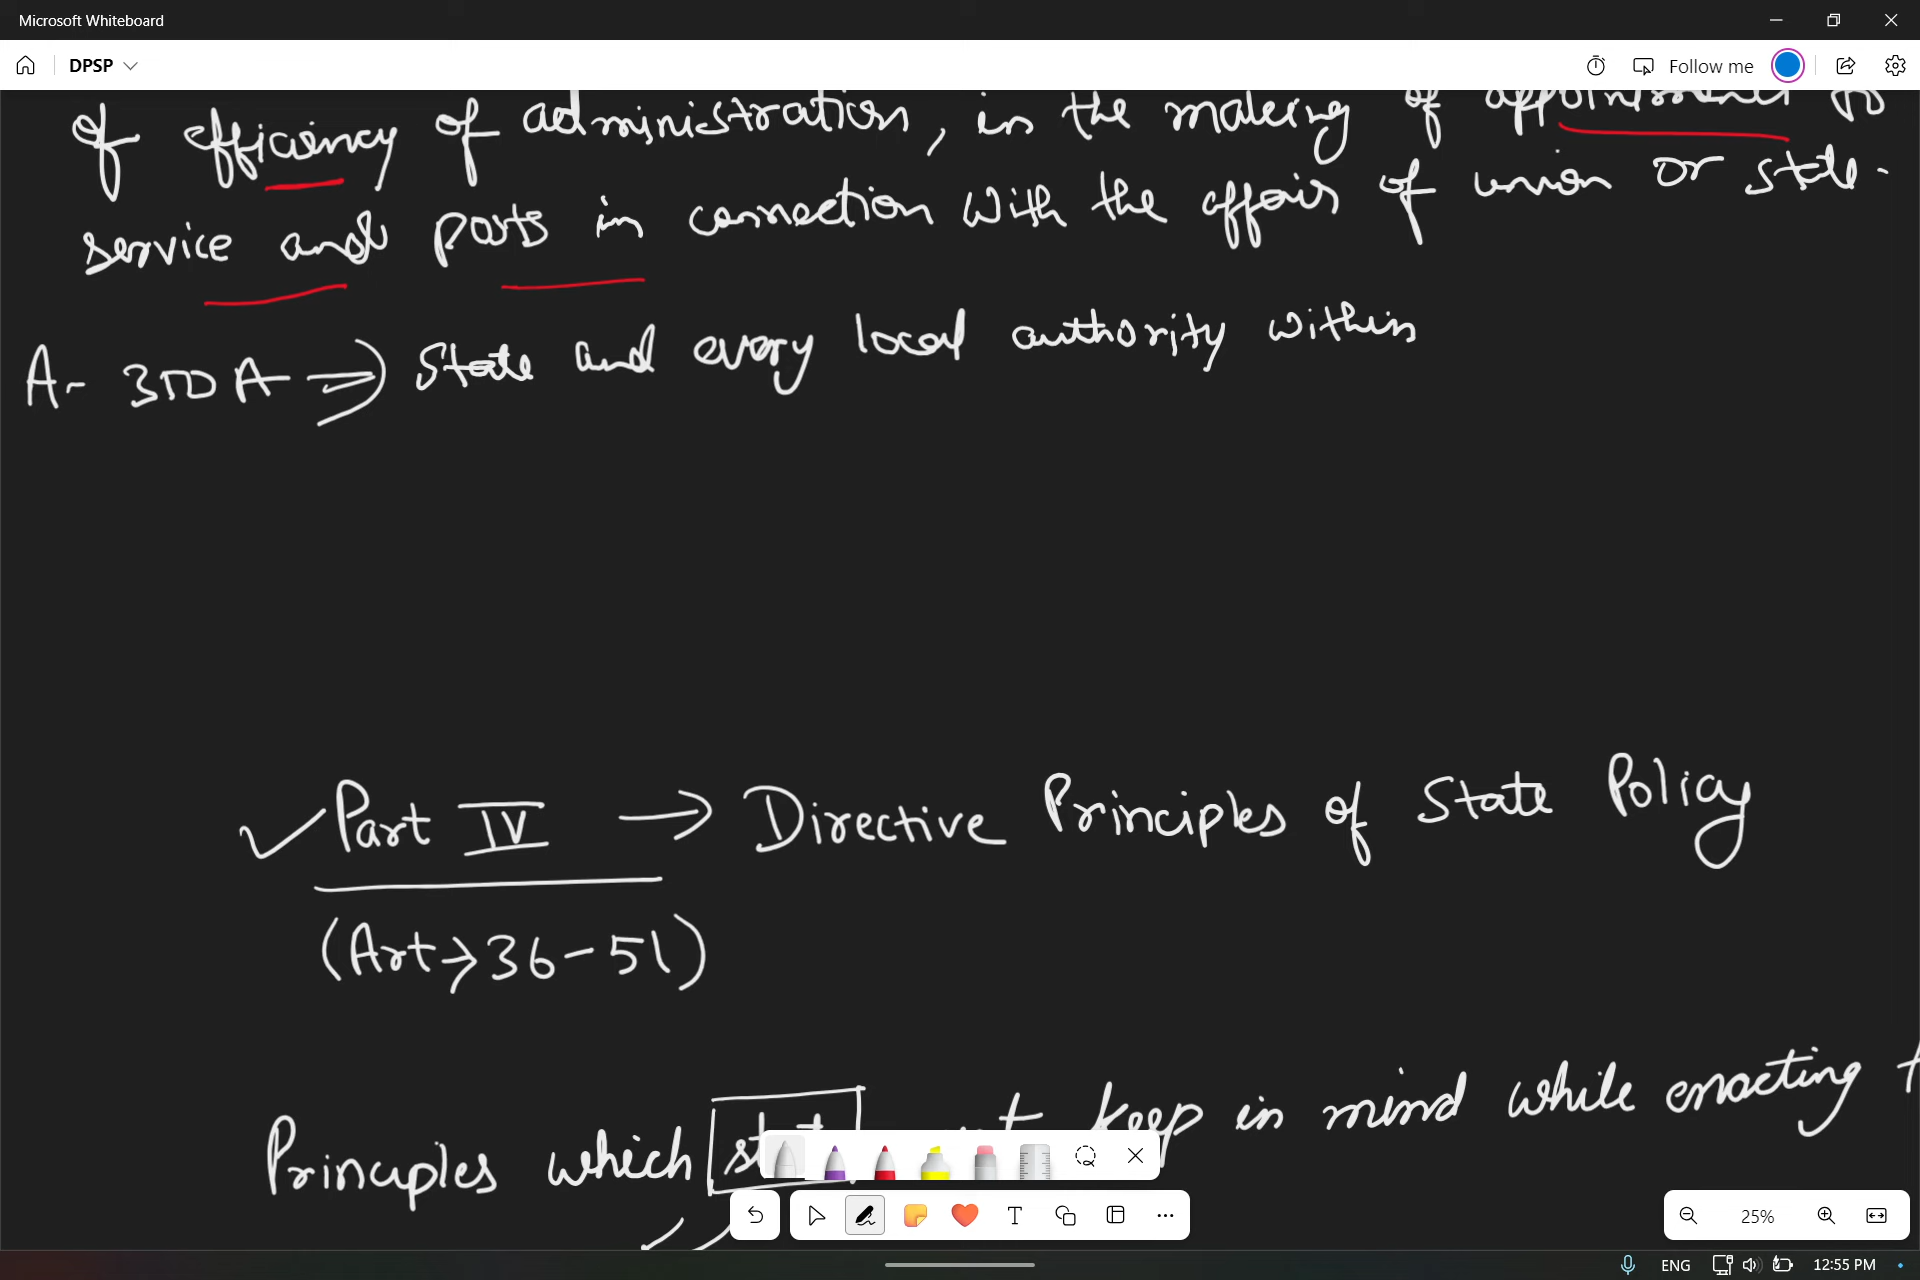 Microsoft Whiteboard
DPSP
Follow me
of efficiency of administration, in the making of appointments to
service and posts in connection with the affairs of union or state.
A- 350 A ⇒ State and every local authority within
✓ Part IV → Directive Principles of State Policy
(Art → 36-51)
Principles which keep in mind while enacting
25%
ENG
12:55 PM